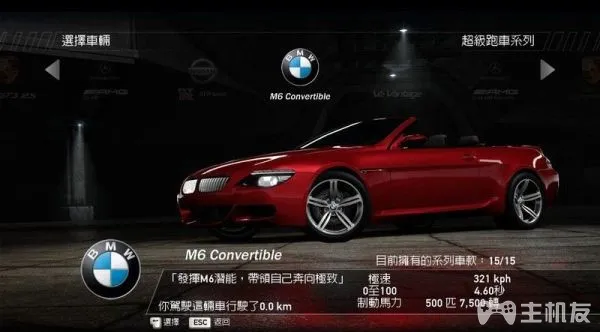 選擇車輛
超級跑車系列
BMW
M6 Convertible
AMG
V8 Vantage
AMG
BMW
M6 Convertible
目前擁有的系列車款：15/15
「發揮M6潛能，帶領自己奔向極致」
極速 321 kph
0至100 4.60秒
制動馬力 500 匹 7,500 轉
你駕駛這輛車行駛了0.0 km
選擇 ESC 返回
主机友